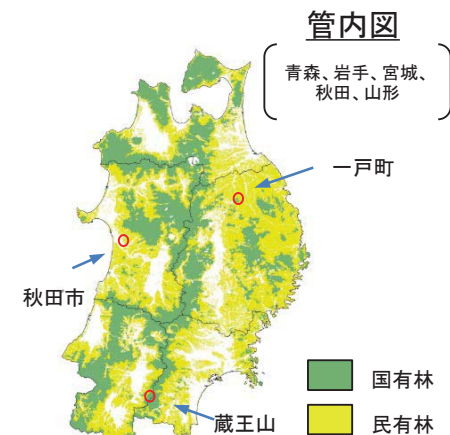 管内図
青森、岩手、宮城、
秋田、山形
一戸町
秋田市
国有林
蔵王山
民有林